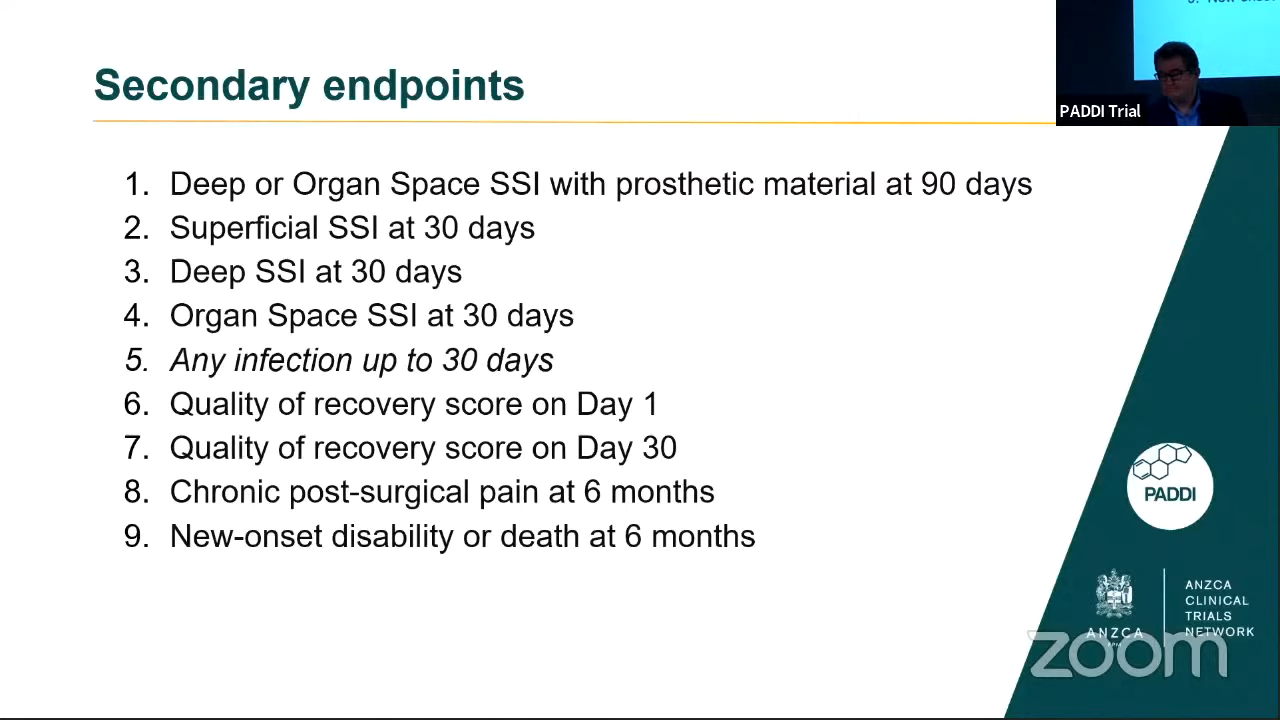 Secondary endpoints
PADDI Trial
1. Deep or Organ Space SSI with prosthetic material at 90 days
2. Superficial SSI at 30 days
3. Deep SSI at 30 days
4. Organ Space SSI at 30 days
5. Any infection up to 30 days
6. Quality of recovery score on Day 1
7. Quality of recovery score on Day 30
8. Chronic post-surgical pain at 6 months
9. New-onset disability or death at 6 months
PADDI
ANZCA
ANZCA
CLINICAL
TRIALS
NETWORK
zoom